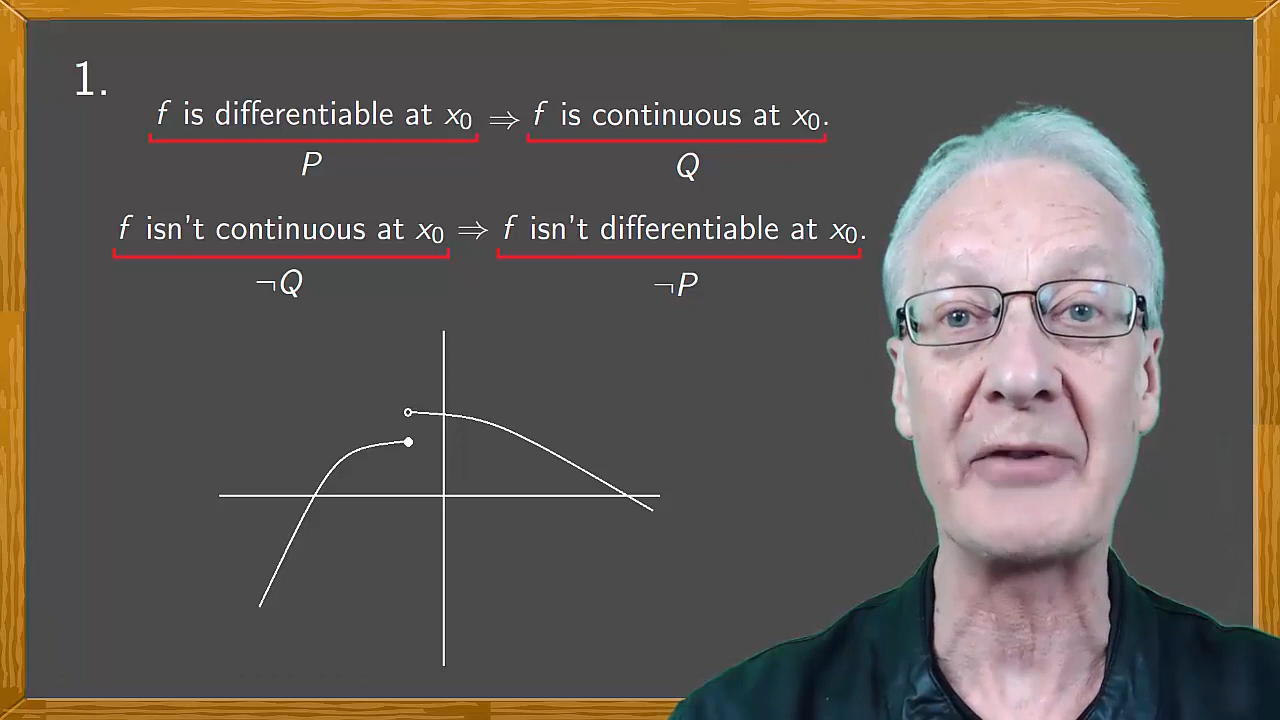 1.
f is differentiable at x₀ ⇒ f is continuous at x₀.
P Q
f isn't continuous at x₀ ⇒ f isn't differentiable at x₀.
¬Q ¬P